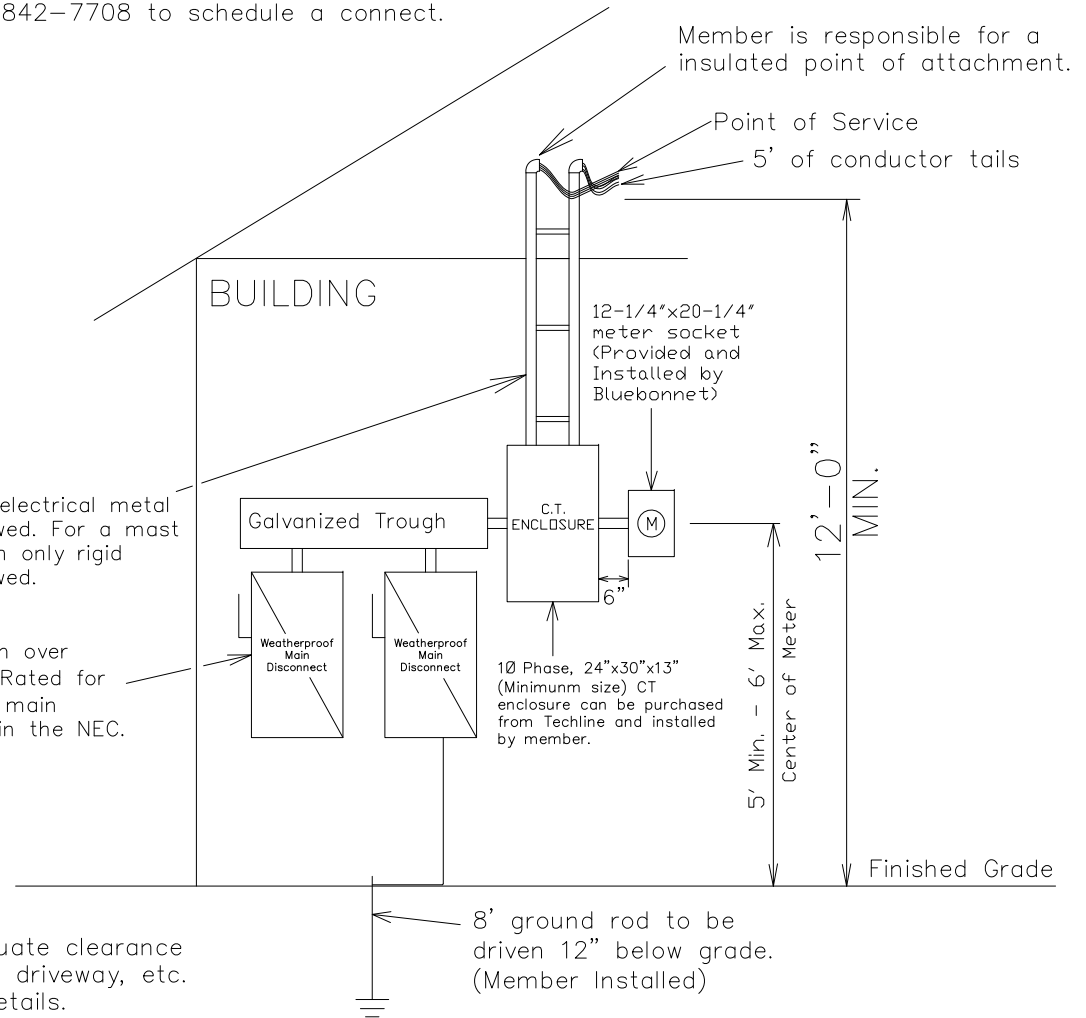 842-7708 to schedule a connect.
Member is responsible for a
insulated point of attachment.
Point of Service
5' of conductor tails
BUILDING
12-1/4"x20-1/4"
meter socket
(Provided and
Installed by
Bluebonnet)
electrical metal
wed. For a mast
n only rigid
wed.
Galvanized Trough
C.T.
ENCLOSURE
M
12'-0"
MIN.
6"
Weatherproof
Main
Disconnect
Weatherproof
Main
Disconnect
n over
Rated for
main
in the NEC.
1Ø Phase, 24"x30"x13"
(Minimunm size) CT
enclosure can be purchased
from Techline and installed
by member.
5' Min. - 6' Max.
Center of Meter
Finished Grade
8' ground rod to be
driven 12" below grade.
(Member Installed)
uate clearance
driveway, etc.
etails.